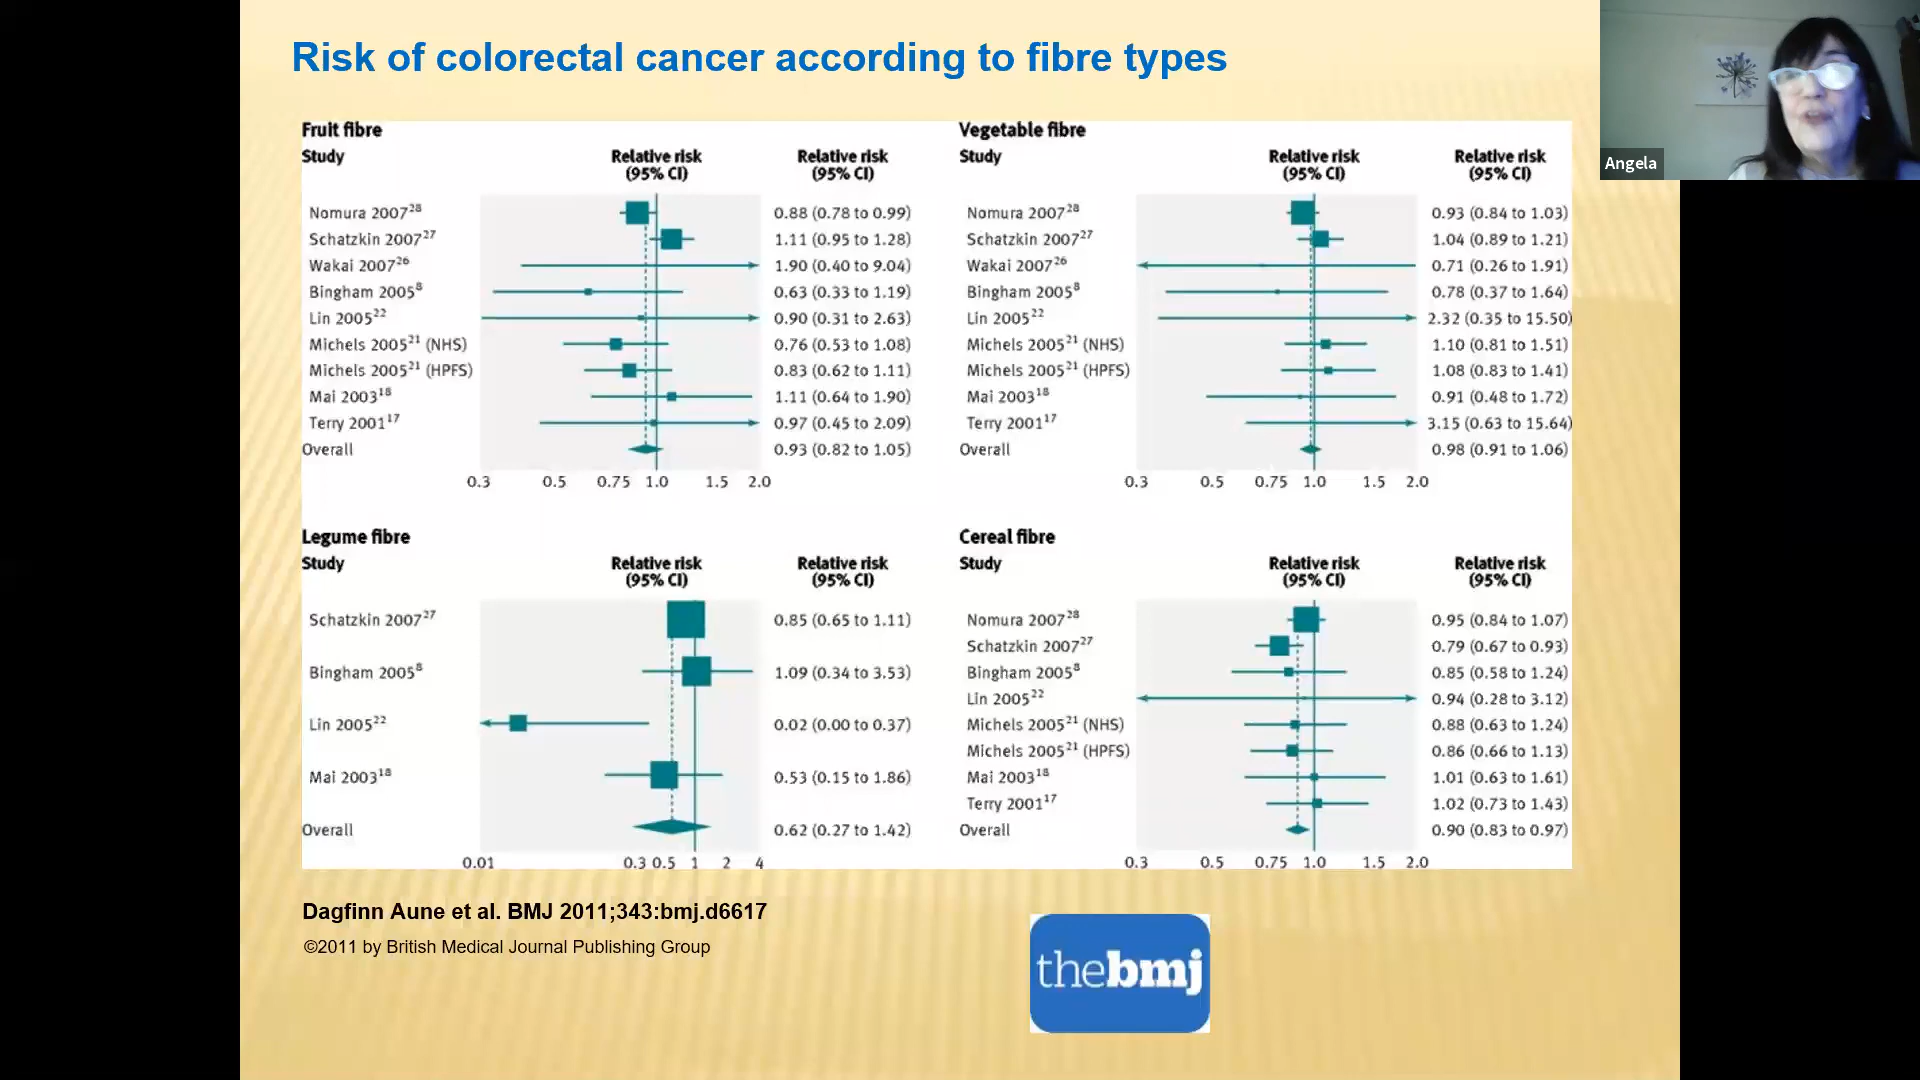 Risk of colorectal cancer according to fibre types
Angela
Fruit fibre
Study Relative risk (95% CI) Relative risk (95% CI)
Nomura 2007²⁸ 0.88 (0.78 to 0.99)
Schatzkin 2007²⁷ 1.11 (0.95 to 1.28)
Wakai 2007²⁶ 1.90 (0.40 to 9.04)
Bingham 2005⁸ 0.63 (0.33 to 1.19)
Lin 2005²² 0.90 (0.31 to 2.63)
Michels 2005²¹ (NHS) 0.76 (0.53 to 1.08)
Michels 2005²¹ (HPFS) 0.83 (0.62 to 1.11)
Mai 2003¹⁸ 1.11 (0.64 to 1.90)
Terry 2001¹⁷ 0.97 (0.45 to 2.09)
Overall 0.93 (0.82 to 1.05)
0.3 0.5 0.75 1.0 1.5 2.0
Vegetable fibre
Study Relative risk (95% CI) Relative risk (95% CI)
Nomura 2007²⁸ 0.93 (0.84 to 1.03)
Schatzkin 2007²⁷ 1.04 (0.89 to 1.21)
Wakai 2007²⁶ 0.71 (0.26 to 1.91)
Bingham 2005⁸ 0.78 (0.37 to 1.64)
Lin 2005²² 2.32 (0.35 to 15.50)
Michels 2005²¹ (NHS) 1.10 (0.81 to 1.51)
Michels 2005²¹ (HPFS) 1.08 (0.83 to 1.41)
Mai 2003¹⁸ 0.91 (0.48 to 1.72)
Terry 2001¹⁷ 3.15 (0.63 to 15.64)
Overall 0.98 (0.91 to 1.06)
0.3 0.5 0.75 1.0 1.5 2.0
Legume fibre
Study Relative risk (95% CI) Relative risk (95% CI)
Schatzkin 2007²⁷ 0.85 (0.65 to 1.11)
Bingham 2005⁸ 1.09 (0.34 to 3.53)
Lin 2005²² 0.02 (0.00 to 0.37)
Mai 2003¹⁸ 0.53 (0.15 to 1.86)
Overall 0.62 (0.27 to 1.42)
0.01 0.3 0.5 1 2 4
Cereal fibre
Study Relative risk (95% CI) Relative risk (95% CI)
Nomura 2007²⁸ 0.95 (0.84 to 1.07)
Schatzkin 2007²⁷ 0.79 (0.67 to 0.93)
Bingham 2005⁸ 0.85 (0.58 to 1.24)
Lin 2005²² 0.94 (0.28 to 3.12)
Michels 2005²¹ (NHS) 0.88 (0.63 to 1.24)
Michels 2005²¹ (HPFS) 0.86 (0.66 to 1.13)
Mai 2003¹⁸ 1.01 (0.63 to 1.61)
Terry 2001¹⁷ 1.02 (0.73 to 1.43)
Overall 0.90 (0.83 to 0.97)
0.3 0.5 0.75 1.0 1.5 2.0
Dagfinn Aune et al. BMJ 2011;343:bmj.d6617
©2011 by British Medical Journal Publishing Group
thebmj